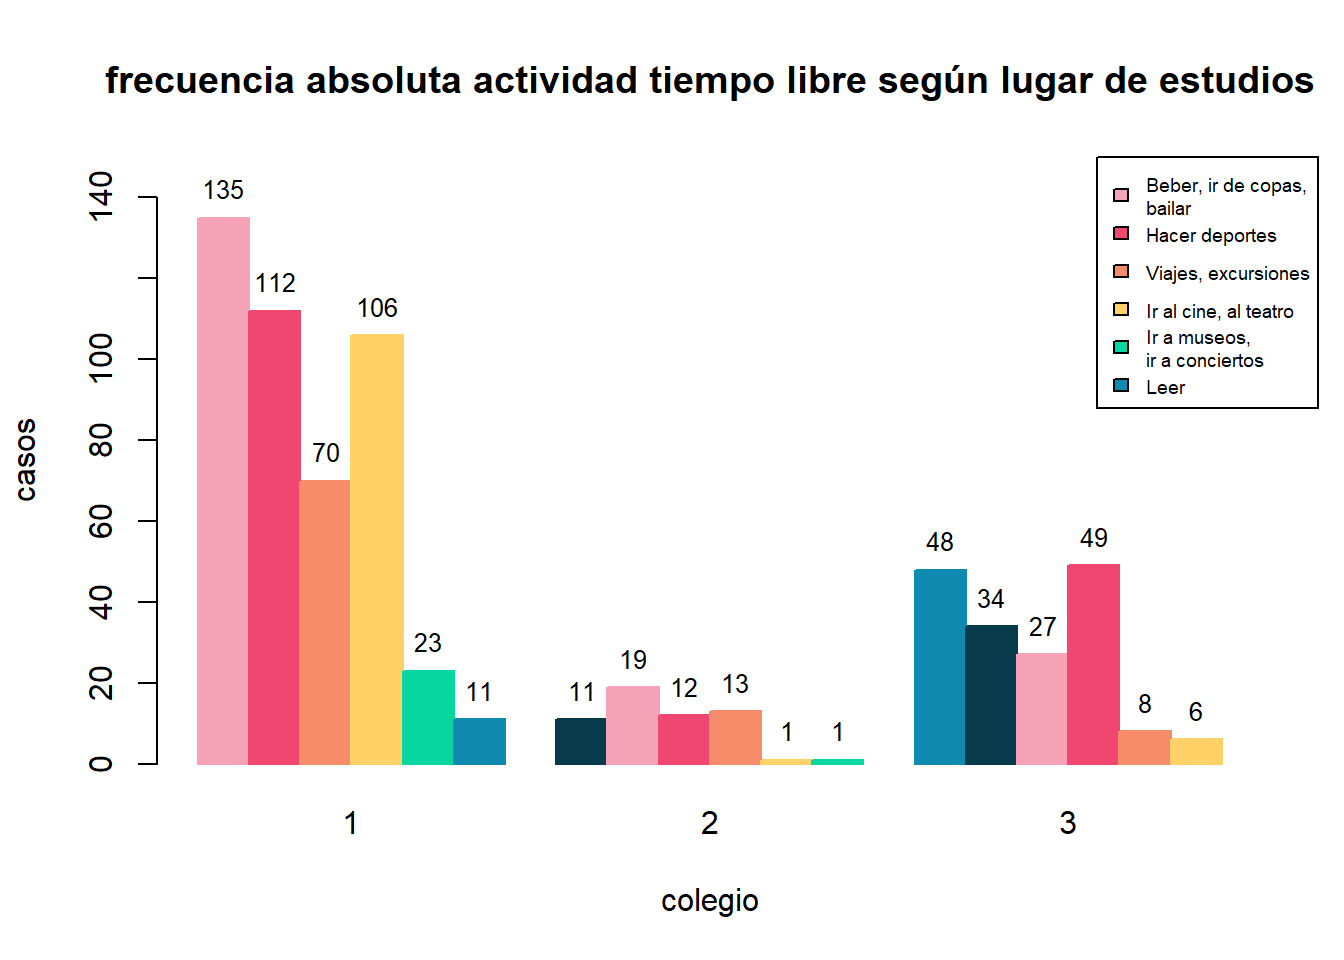 frecuencia absoluta actividad tiempo libre según lugar de estudios
Beber, ir de copas,
bailar
Hacer deportes
Viajes, excursiones
Ir al cine, al teatro
Ir a museos,
ir a conciertos
Leer
casos
140
100
80
60
40
20
0
135
112
70
106
23
11
11
19
12
13
1
1
48
34
27
49
8
6
1
2
3
colegio